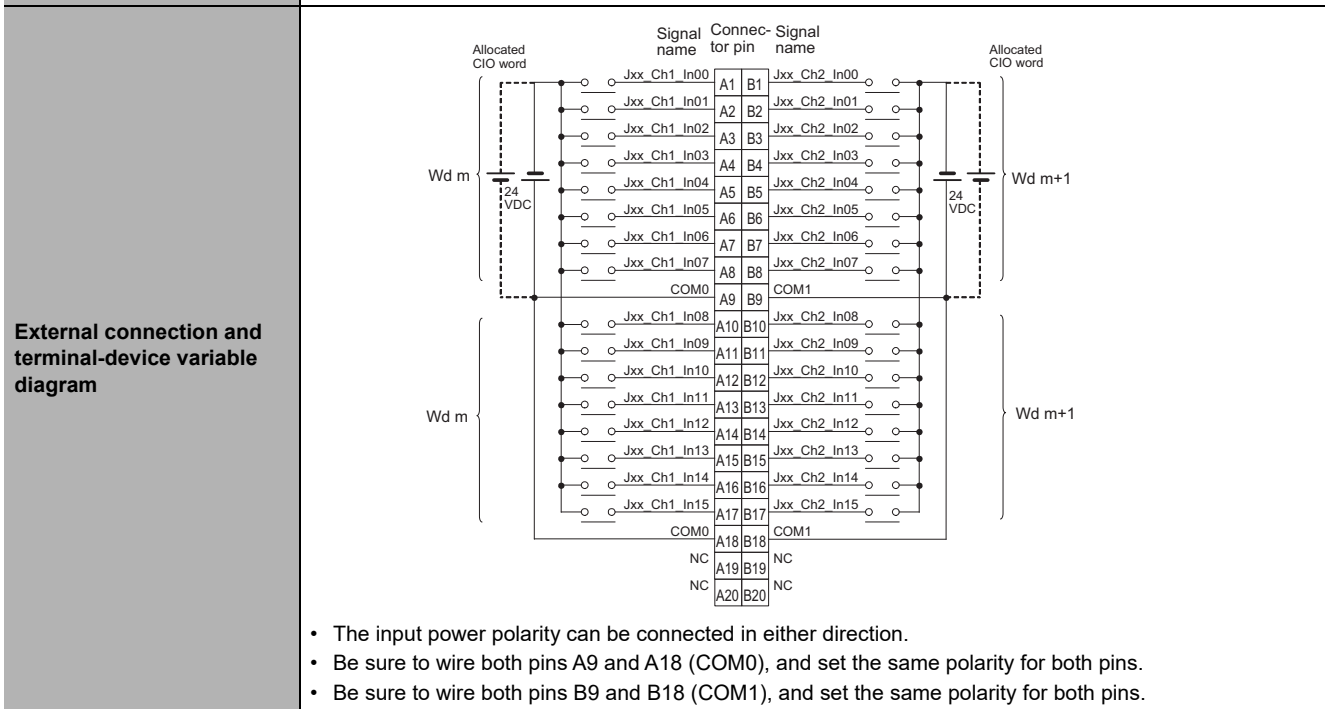 External connection and
terminal-device variable
diagram
Signal name Connec-tor pin Signal name
Allocated CIO word
Allocated CIO word
Jxx_Ch1_In00 A1 B1 Jxx_Ch2_In00
Jxx_Ch1_In01 A2 B2 Jxx_Ch2_In01
Jxx_Ch1_In02 A3 B3 Jxx_Ch2_In02
Jxx_Ch1_In03 A4 B4 Jxx_Ch2_In03
Wd m 24 VDC 24 VDC Wd m+1
Jxx_Ch1_In04 A5 B5 Jxx_Ch2_In04
Jxx_Ch1_In05 A6 B6 Jxx_Ch2_In05
Jxx_Ch1_In06 A7 B7 Jxx_Ch2_In06
Jxx_Ch1_In07 A8 B8 Jxx_Ch2_In07
COM0 A9 B9 COM1
Jxx_Ch1_In08 A10 B10 Jxx_Ch2_In08
Jxx_Ch1_In09 A11 B11 Jxx_Ch2_In09
Jxx_Ch1_In10 A12 B12 Jxx_Ch2_In10
Jxx_Ch1_In11 A13 B13 Jxx_Ch2_In11
Wd m Wd m+1
Jxx_Ch1_In12 A14 B14 Jxx_Ch2_In12
Jxx_Ch1_In13 A15 B15 Jxx_Ch2_In13
Jxx_Ch1_In14 A16 B16 Jxx_Ch2_In14
Jxx_Ch1_In15 A17 B17 Jxx_Ch2_In15
COM0 A18 B18 COM1
NC A19 B19 NC
NC A20 B20 NC
• The input power polarity can be connected in either direction.
• Be sure to wire both pins A9 and A18 (COM0), and set the same polarity for both pins.
• Be sure to wire both pins B9 and B18 (COM1), and set the same polarity for both pins.